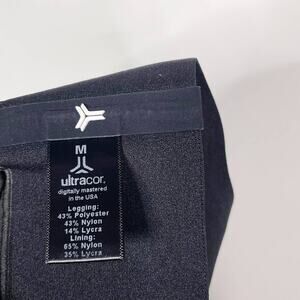 M
ultracor.
digitally mastered
in the USA
Legging:
43% Polyester
43% Nylon
14% Lycra
Lining:
65% Nylon
35% Lycra